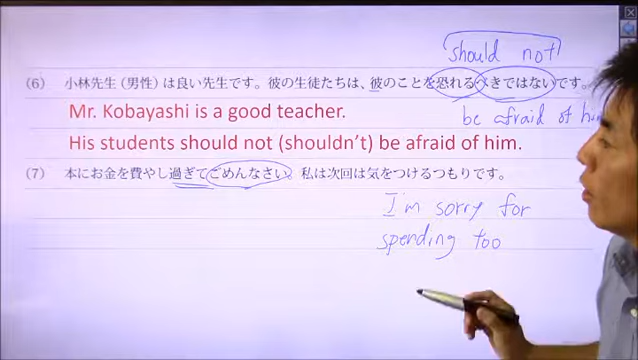 should not
(6) 小林先生(男性)は良い先生です。彼の生徒たちは、彼のことを恐れるべきではないです。
Mr. Kobayashi is a good teacher.
be afraid of him
His students should not (shouldn't) be afraid of him.
(7) 本にお金を費やし過ぎてごめんなさい。私は次回は気をつけるつもりです。
I'm sorry for
spending too